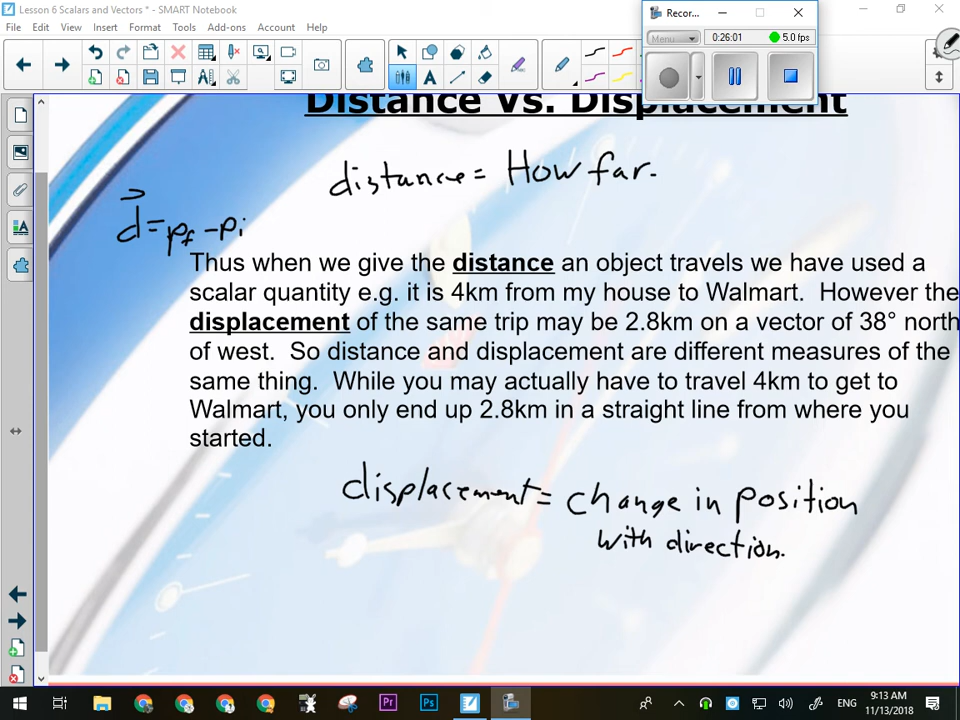 Lesson 6 Scalars and Vectors * - SMART Notebook
Recor...
File Edit View Insert Format Tools Add-ons Account Help
Menu
0:26:01
5.0 fps
Distance Vs. Displacement
distance = How far.
d = pf - pi
Thus when we give the distance an object travels we have used a
scalar quantity e.g. it is 4km from my house to Walmart. However the
displacement of the same trip may be 2.8km on a vector of 38° north
of west. So distance and displacement are different measures of the
same thing. While you may actually have to travel 4km to get to
Walmart, you only end up 2.8km in a straight line from where you
started.
displacement = change in position
with direction.
Pr
Ps
ENG
9:13 AM
11/13/2018